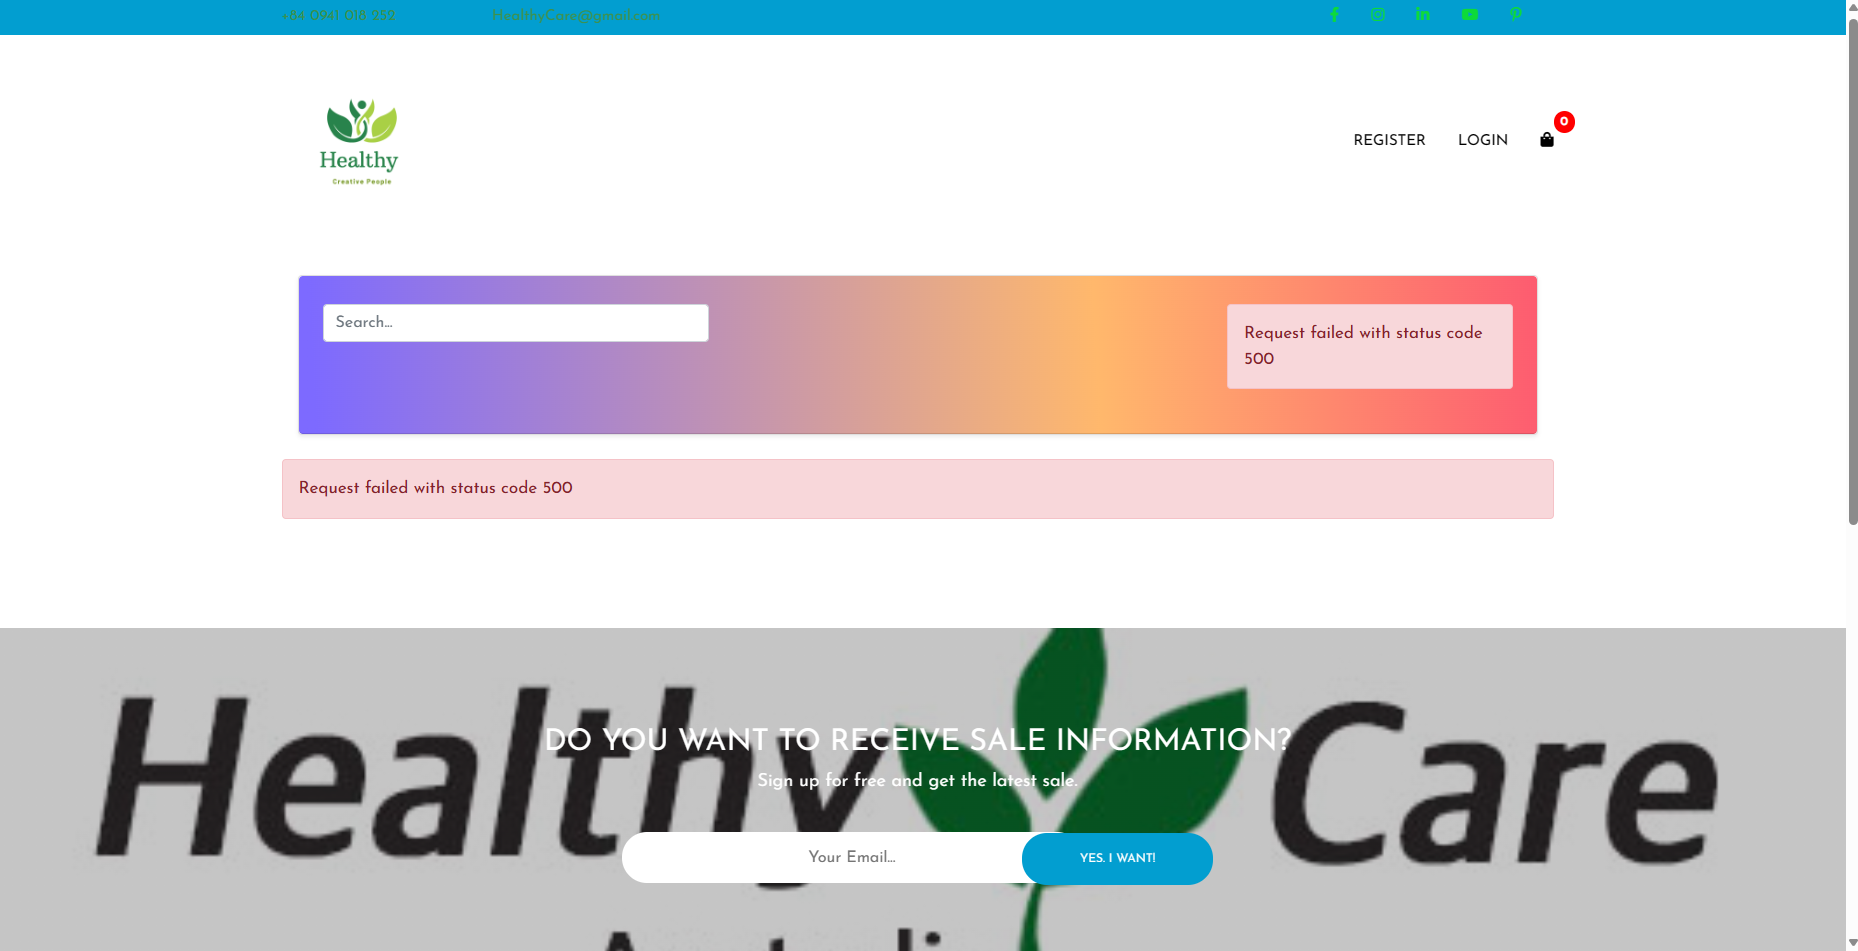 +84 0941 018 252
HealthyCare@gmail.com
Healthy
Creative People
REGISTER
LOGIN
0
Search...
Request failed with status code
500
Request failed with status code 500
Healthy Care
DO YOU WANT TO RECEIVE SALE INFORMATION?
Sign up for free and get the latest sale.
Your Email...
YES. I WANT!